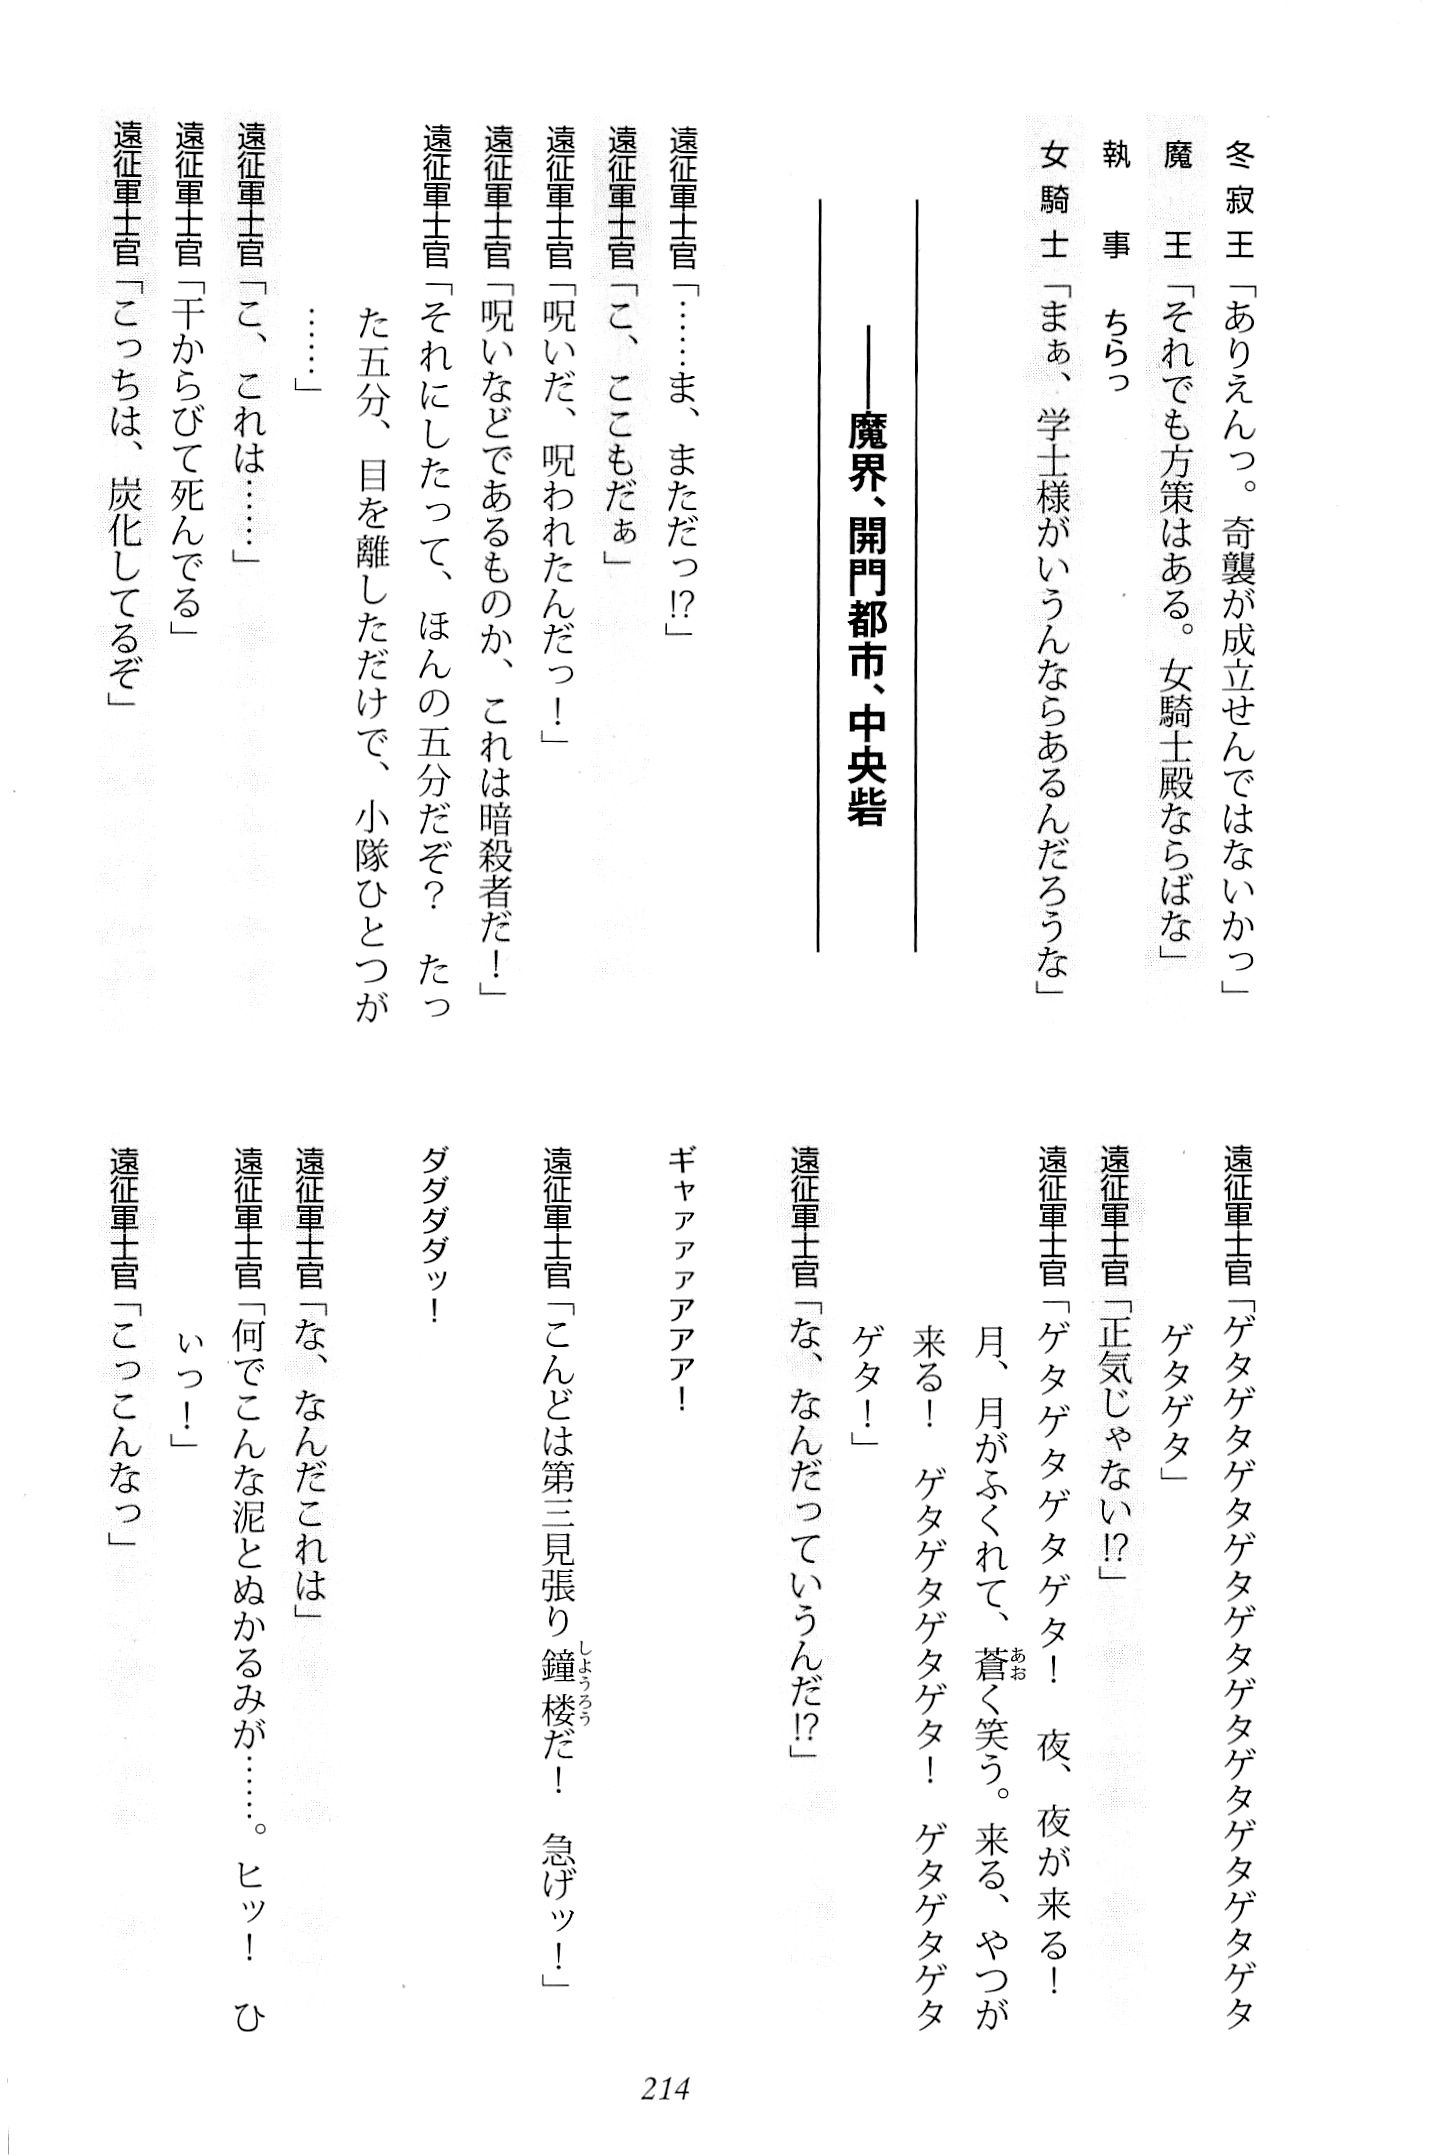 冬寂王「ありえんっ。奇襲が成立せんではないかっ」
魔王「それでも方策はある。女騎士殿ならばな」
執事 ちらっ
女騎士「まぁ、学士様がいうんならあるんだろうな」
――魔界、開門都市、中央砦
遠征軍士官「……ま、まただっ!?」
遠征軍士官「こ、ここもだぁ」
遠征軍士官「呪いだ、呪われたんだっ！」
遠征軍士官「呪いなどであるものか、これは暗殺者だ！」
遠征軍士官「それにしたって、ほんの五分だぞ？　たっ
た五分、目を離しただけで、小隊ひとつが
……」
遠征軍士官「こ、これは……」
遠征軍士官「干からびて死んでる」
遠征軍士官「こっちは、炭化してるぞ」
遠征軍士官「ゲタゲタゲタゲタゲタゲタゲタゲタゲタゲタ
ゲタゲタ」
遠征軍士官「正気じゃない!?」
遠征軍士官「ゲタゲタゲタゲタ！　夜、夜が来る！
月、月がふくれて、蒼く笑う。来る、やつが
来る！　ゲタゲタゲタゲタ！　ゲタゲタゲタ
ゲタ！」
遠征軍士官「な、なんだっていうんだ!?」
ギャァァァアアア！
遠征軍士官「こんどは第三見張り鐘楼だ！　急げッ！」
ダダダダッ！
遠征軍士官「な、なんだこれは」
遠征軍士官「何でこんな泥とぬかるみが……。ヒッ！　ひ
ぃっ！」
遠征軍士官「こっこんなっ」
214